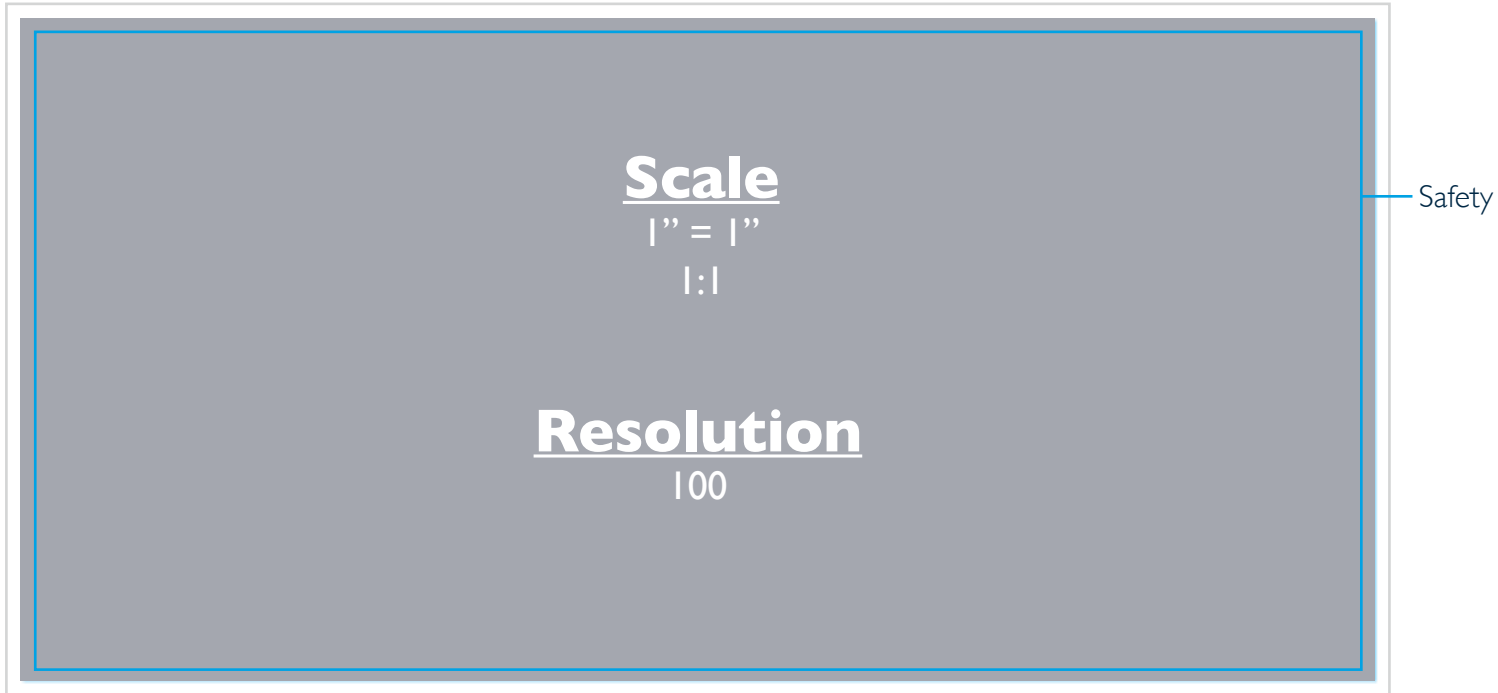 Scale
1” = 1”
1:1
Safety
Resolution
100